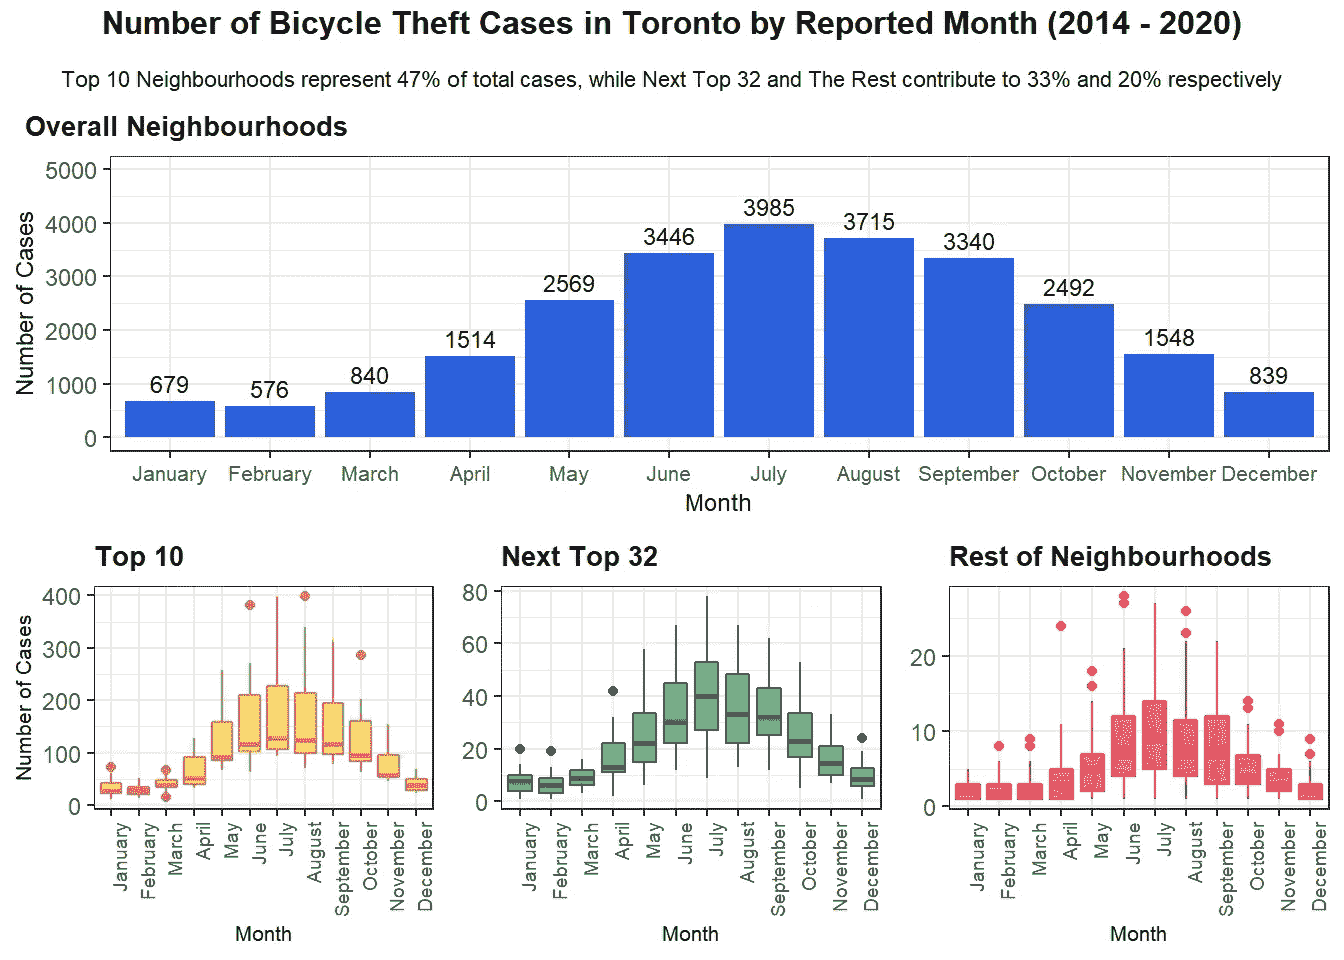 Number of Bicycle Theft Cases in Toronto by Reported Month (2014 - 2020)
Top 10 Neighbourhoods represent 47% of total cases, while Next Top 32 and The Rest contribute to 33% and 20% respectively
Overall Neighbourhoods
Number of Cases
5000
4000
3000
2000
1000
0
679
576
840
1514
2569
3446
3985
3715
3340
2492
1548
839
January February March April May June July August September October November December
Month
Top 10
Number of Cases
400
300
200
100
0
January
February
March
April
May
June
July
August
September
October
November
December
Month
Next Top 32
80
60
40
20
0
January
February
March
April
May
June
July
August
September
October
November
December
Month
Rest of Neighbourhoods
20
10
0
January
February
March
April
May
June
July
August
September
October
November
December
Month